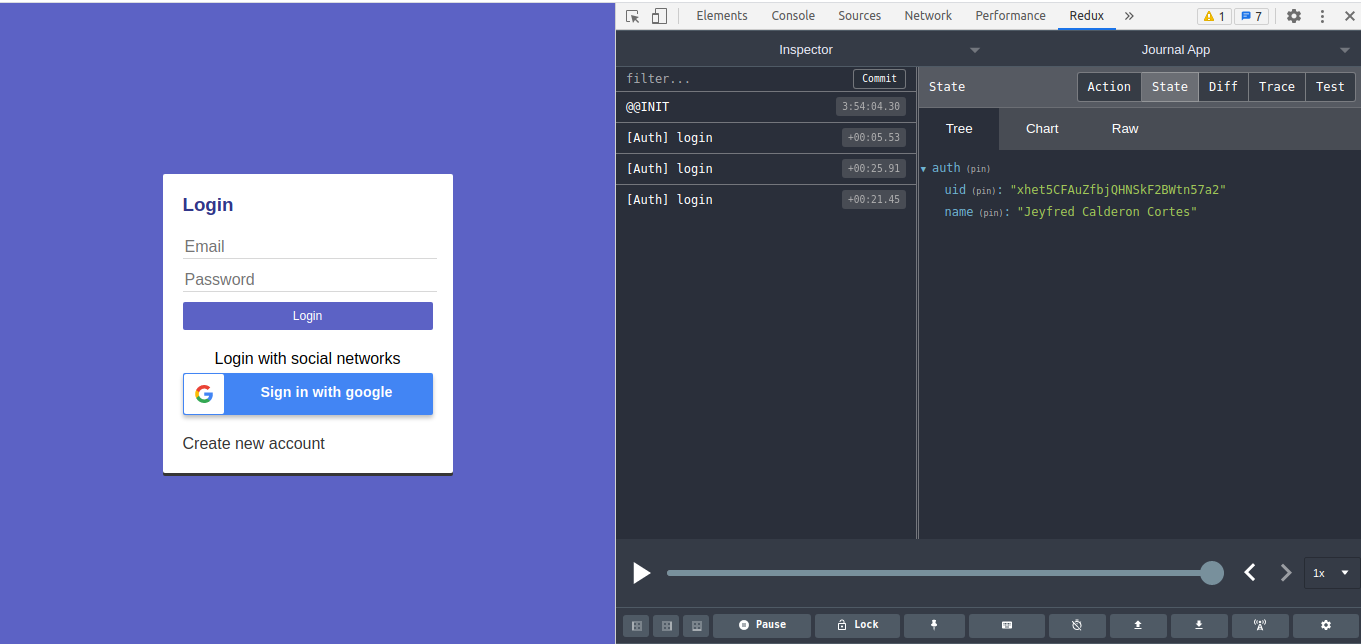 Login
Email
Password
Login
Login with social networks
Sign in with google
Create new account
Elements Console Sources Network Performance Redux » 1 7
Inspector Journal App
filter... Commit
@@INIT 3:54:04.30
[Auth] login +00:05.53
[Auth] login +00:25.91
[Auth] login +00:21.45
State Action State Diff Trace Test
Tree Chart Raw
auth (pin)
uid (pin): "xhet5CFAuZfbjQHNSkF2BWtn57a2"
name (pin): "Jeyfred Calderon Cortes"
1x
Pause Lock